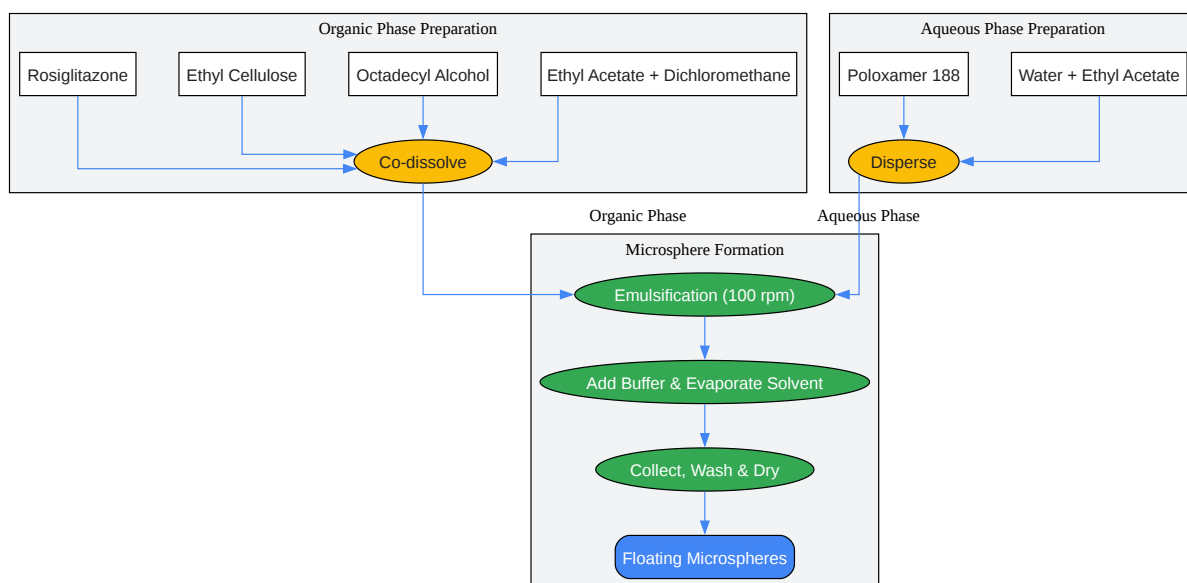 Organic Phase Preparation
Rosiglitazone
Ethyl Cellulose
Octadecyl Alcohol
Ethyl Acetate + Dichloromethane
Co-dissolve
Aqueous Phase Preparation
Poloxamer 188
Water + Ethyl Acetate
Disperse
Organic Phase
Aqueous Phase
Microsphere Formation
Emulsification (100 rpm)
Add Buffer & Evaporate Solvent
Collect, Wash & Dry
Floating Microspheres